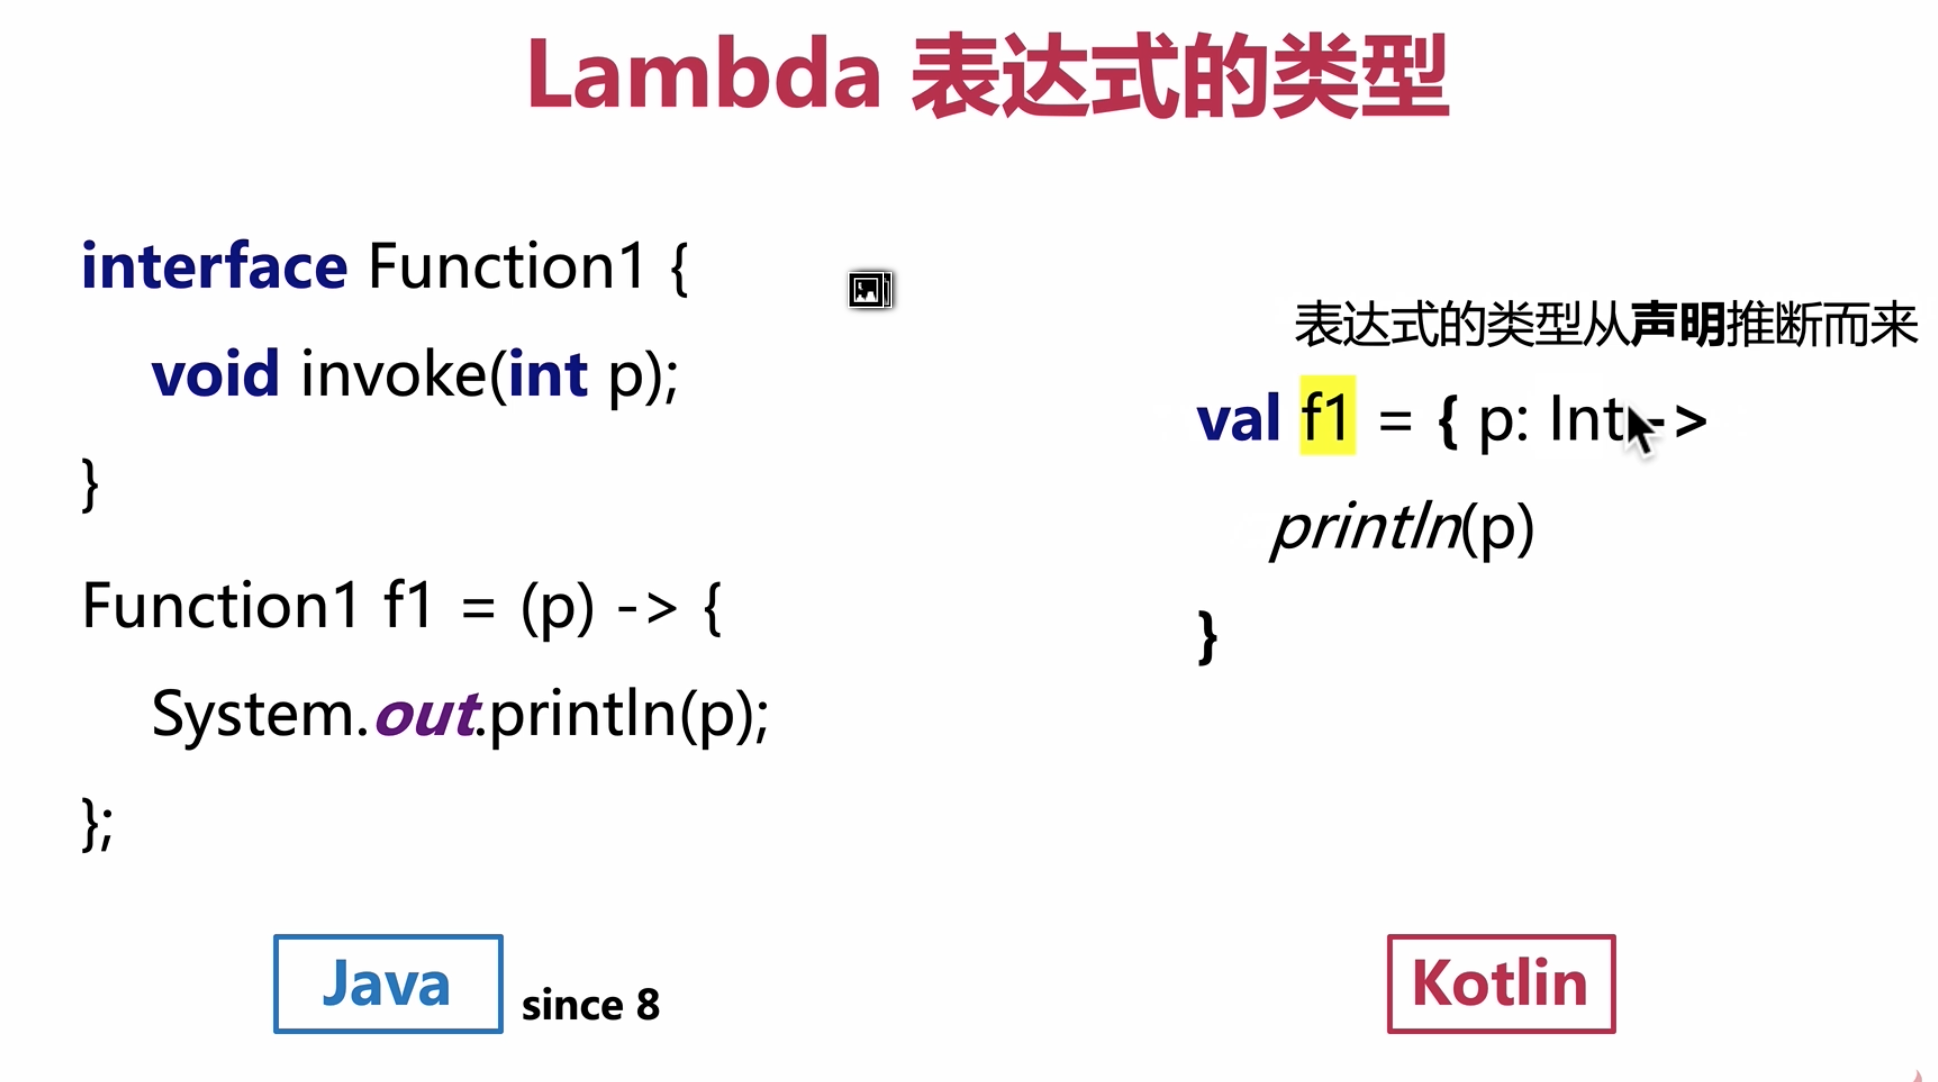 Lambda 表达式的类型
interface Function1 {
void invoke(int p);
}
Function1 f1 = (p) -> {
System.out.println(p);
};
Java
since 8
表达式的类型从声明推断而来
val f1 = { p: Int ->
println(p)
}
Kotlin